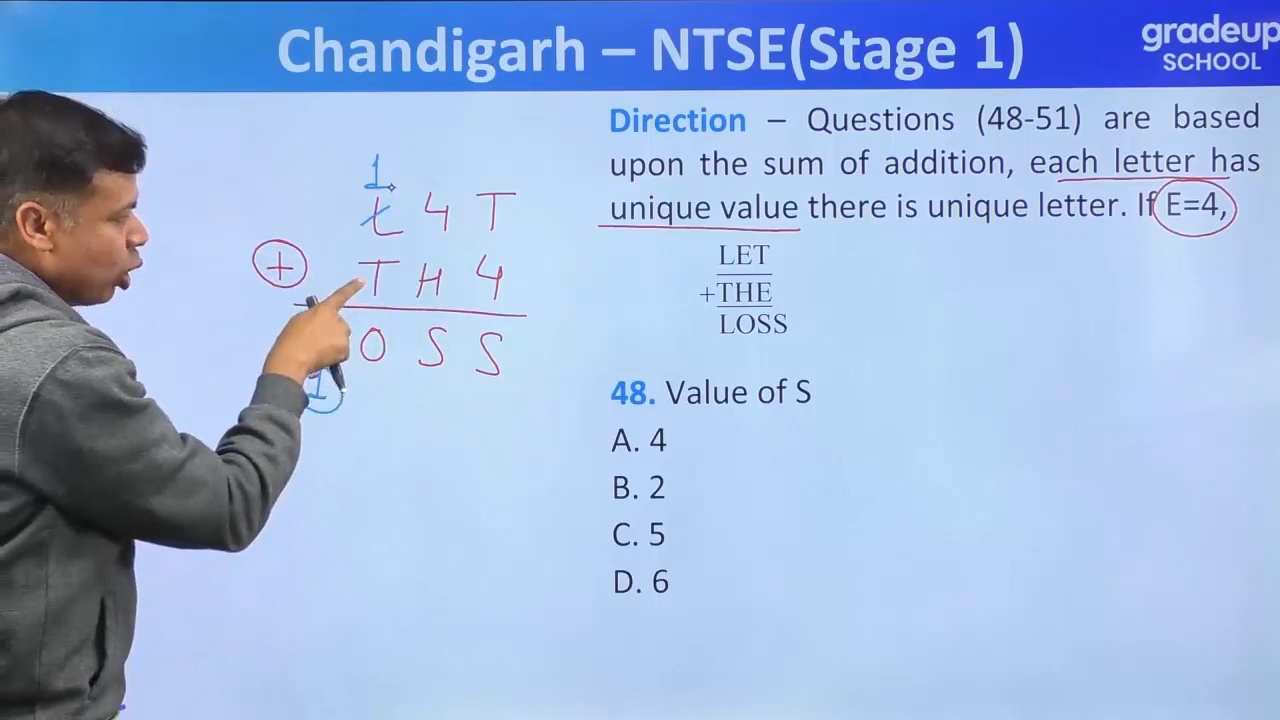 Chandigarh – NTSE(Stage 1)
gradeup
SCHOOL
Direction – Questions (48-51) are based
upon the sum of addition, each letter has
unique value there is unique letter. If E=4,
LET
+THE
LOSS
48. Value of S
A. 4
B. 2
C. 5
D. 6
1
L 4 T
+ T H 4
O S S
1